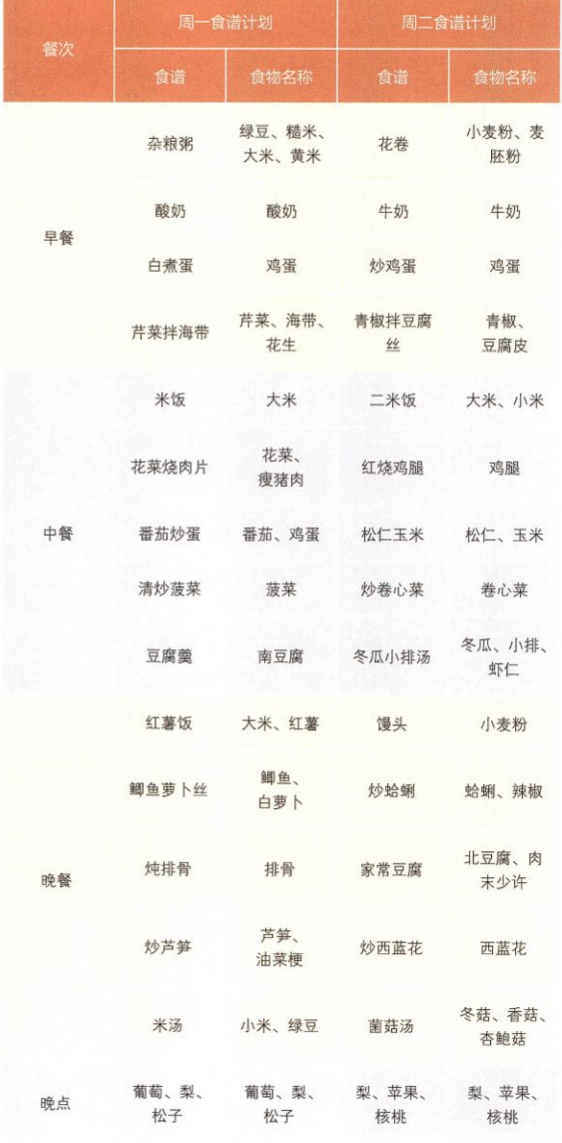 餐次
周一食谱计划 周二食谱计划
食谱 食物名称 食谱 食物名称
早餐
杂粮粥 绿豆、糙米、 花卷 小麦粉、麦
大米、黄米 胚粉
酸奶 酸奶 牛奶 牛奶
白煮蛋 鸡蛋 炒鸡蛋 鸡蛋
芹菜拌海带 芹菜、海带、 青椒拌豆腐 青椒、
花生 丝 豆腐皮
中餐
米饭 大米 二米饭 大米、小米
花菜烧肉片 花菜、 红烧鸡腿 鸡腿
瘦猪肉
番茄炒蛋 番茄、鸡蛋 松仁玉米 松仁、玉米
清炒菠菜 菠菜 炒卷心菜 卷心菜
豆腐羹 南豆腐 冬瓜小排汤 冬瓜、小排、
虾仁
晚餐
红薯饭 大米、红薯 馒头 小麦粉
鲫鱼萝卜丝 鲫鱼、 炒蛤蜊 蛤蜊、辣椒
白萝卜
炖排骨 排骨 家常豆腐 北豆腐、肉
末少许
炒芦笋 芦笋、 炒西蓝花 西蓝花
油菜梗
米汤 小米、绿豆 菌菇汤 冬菇、香菇、
杏鲍菇
晚点
葡萄、梨、 葡萄、梨、 梨、苹果、 梨、苹果、
松子 松子 核桃 核桃